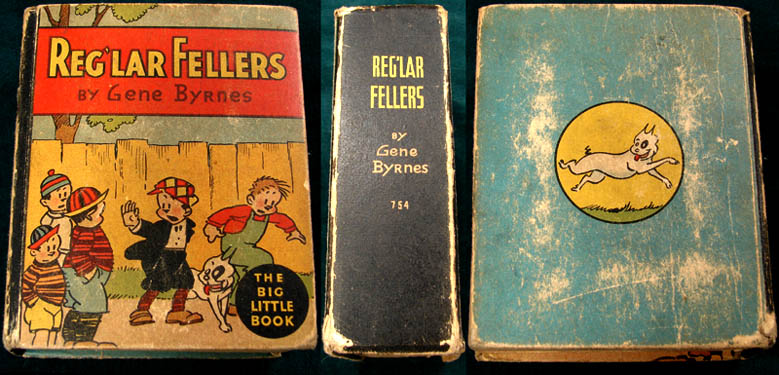 REG'LAR FELLERS
BY GENE BYRNES
THE
BIG
LITTLE
BOOK
REG'LAR
FELLERS
BY
GENE
BYRNES
754